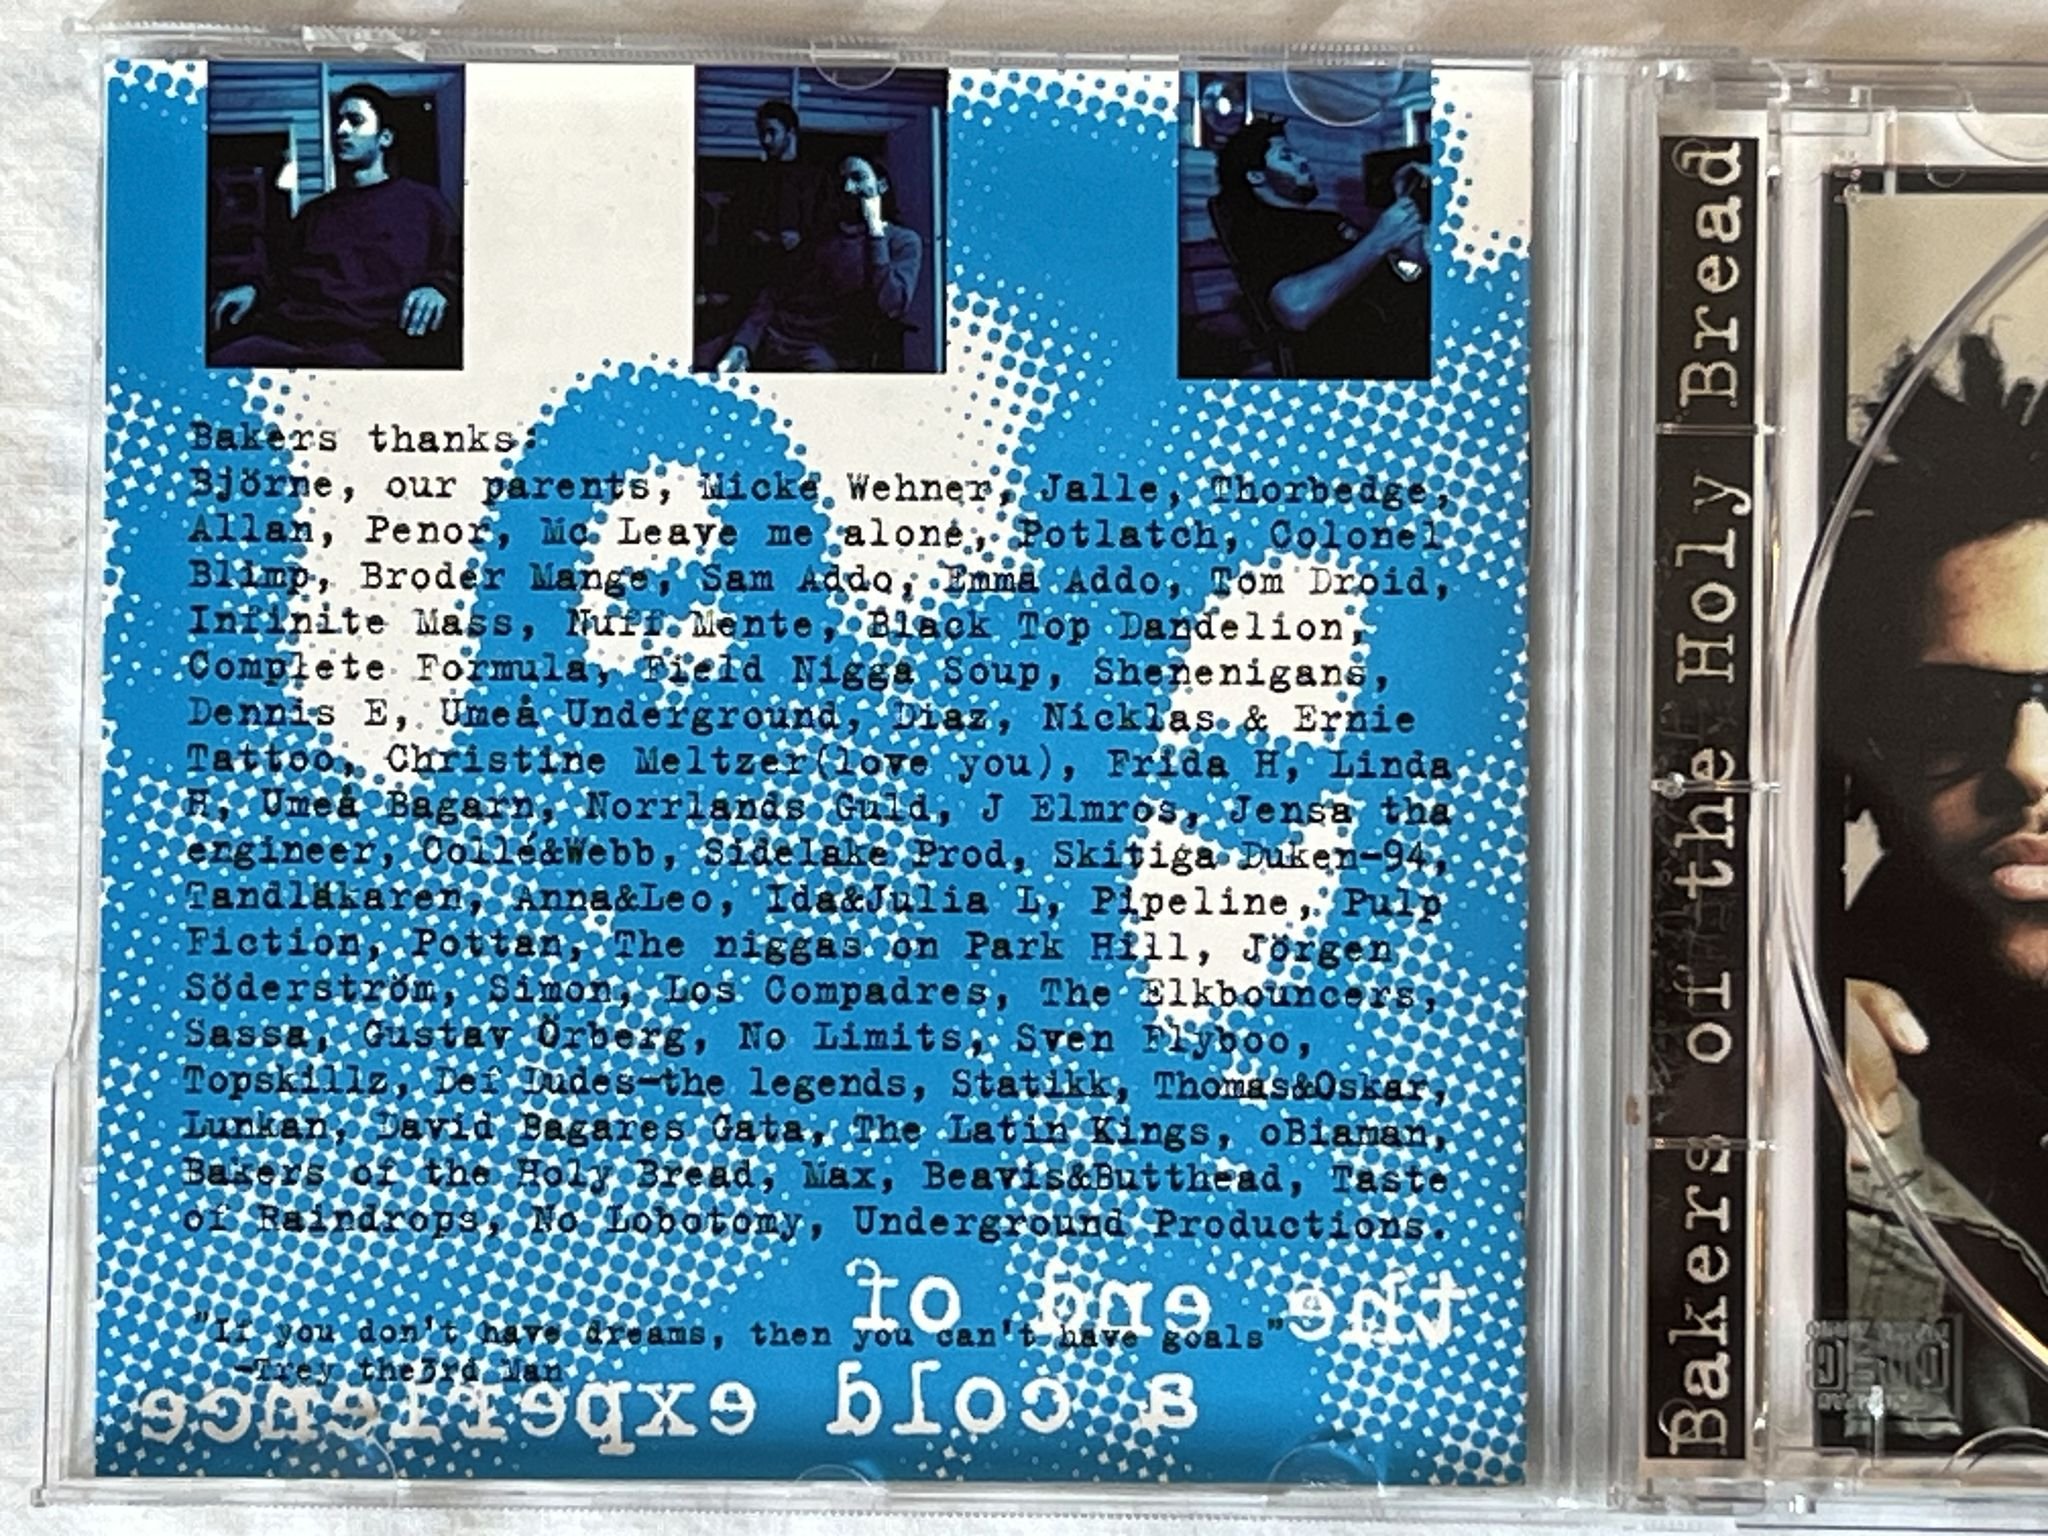 Bakers thanks:
Björne, our parents, Micke Wehner, Jalle, Thorbedge,
Allan, Penor, Mc Leave me alone, Potlatch, Colonel
Blimp, Broder Mange, Sam Addo, Emma Addo, Tom Droid,
Infinite Mass, Nuff Mente, Black Top Dandelion,
Complete Formula, Field Nigga Soup, Shenenigans,
Dennis E, Umeå Underground, Diaz, Nicklas & Ernie
Tattoo, Christine Meltzer(love you), Frida H, Linda
H, Umeå Bagarn, Norrlands Guld, J Elmros, Jensa tha
engineer, Collé&Webb, Sidelake Prod, Skitiga Duken-94,
Tandläkaren, Anna&Leo, Ida&Julia L, Pipeline, Pulp
Fiction, Pottan, The niggas on Park Hill, Jörgen
Söderström, Simon, Los Compadres, The Elkbouncers,
Sassa, Gustav Örberg, No Limits, Sven Flyboo,
Topskillz, Def Dudes-the legends, Statikk, Thomas&Oskar,
Lunkan, David Bagares Gata, The Latin Kings, oBiaman,
Bakers of the Holy Bread, Max, Beavis&Butthead, Taste
of Raindrops, No Lobotomy, Underground Productions.
the end of
"If you don't have dreams, then you can't have goals"
-Trey the3rd Man
a cold experience
Bakers of the Holy Bread